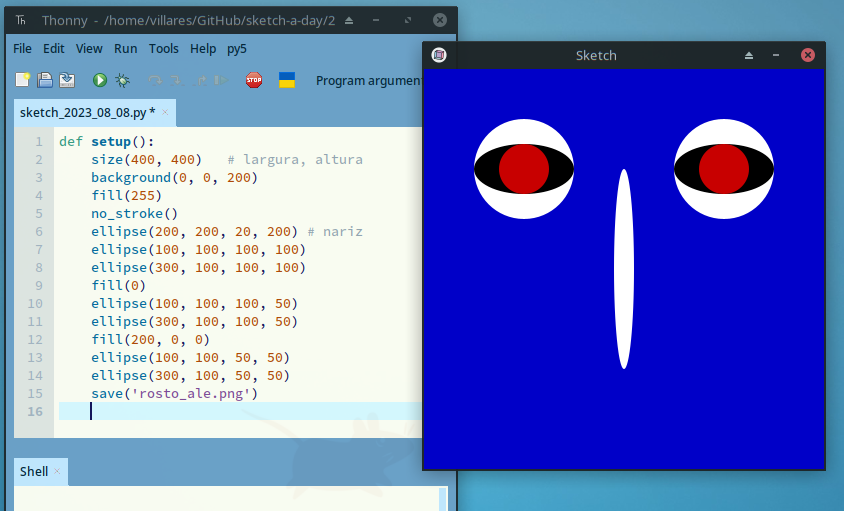 Th Thonny - /home/villares/GitHub/sketch-a-day/2
File Edit View Run Tools Help py5
STOP Program argumen
sketch_2023_08_08.py * ×
1 def setup():
2     size(400, 400)   # largura, altura
3     background(0, 0, 200)
4     fill(255)
5     no_stroke()
6     ellipse(200, 200, 20, 200) # nariz
7     ellipse(100, 100, 100, 100)
8     ellipse(300, 100, 100, 100)
9     fill(0)
10     ellipse(100, 100, 100, 50)
11     ellipse(300, 100, 100, 50)
12     fill(200, 0, 0)
13     ellipse(100, 100, 50, 50)
14     ellipse(300, 100, 50, 50)
15     save('rosto_ale.png')
16
Shell ×
Sketch